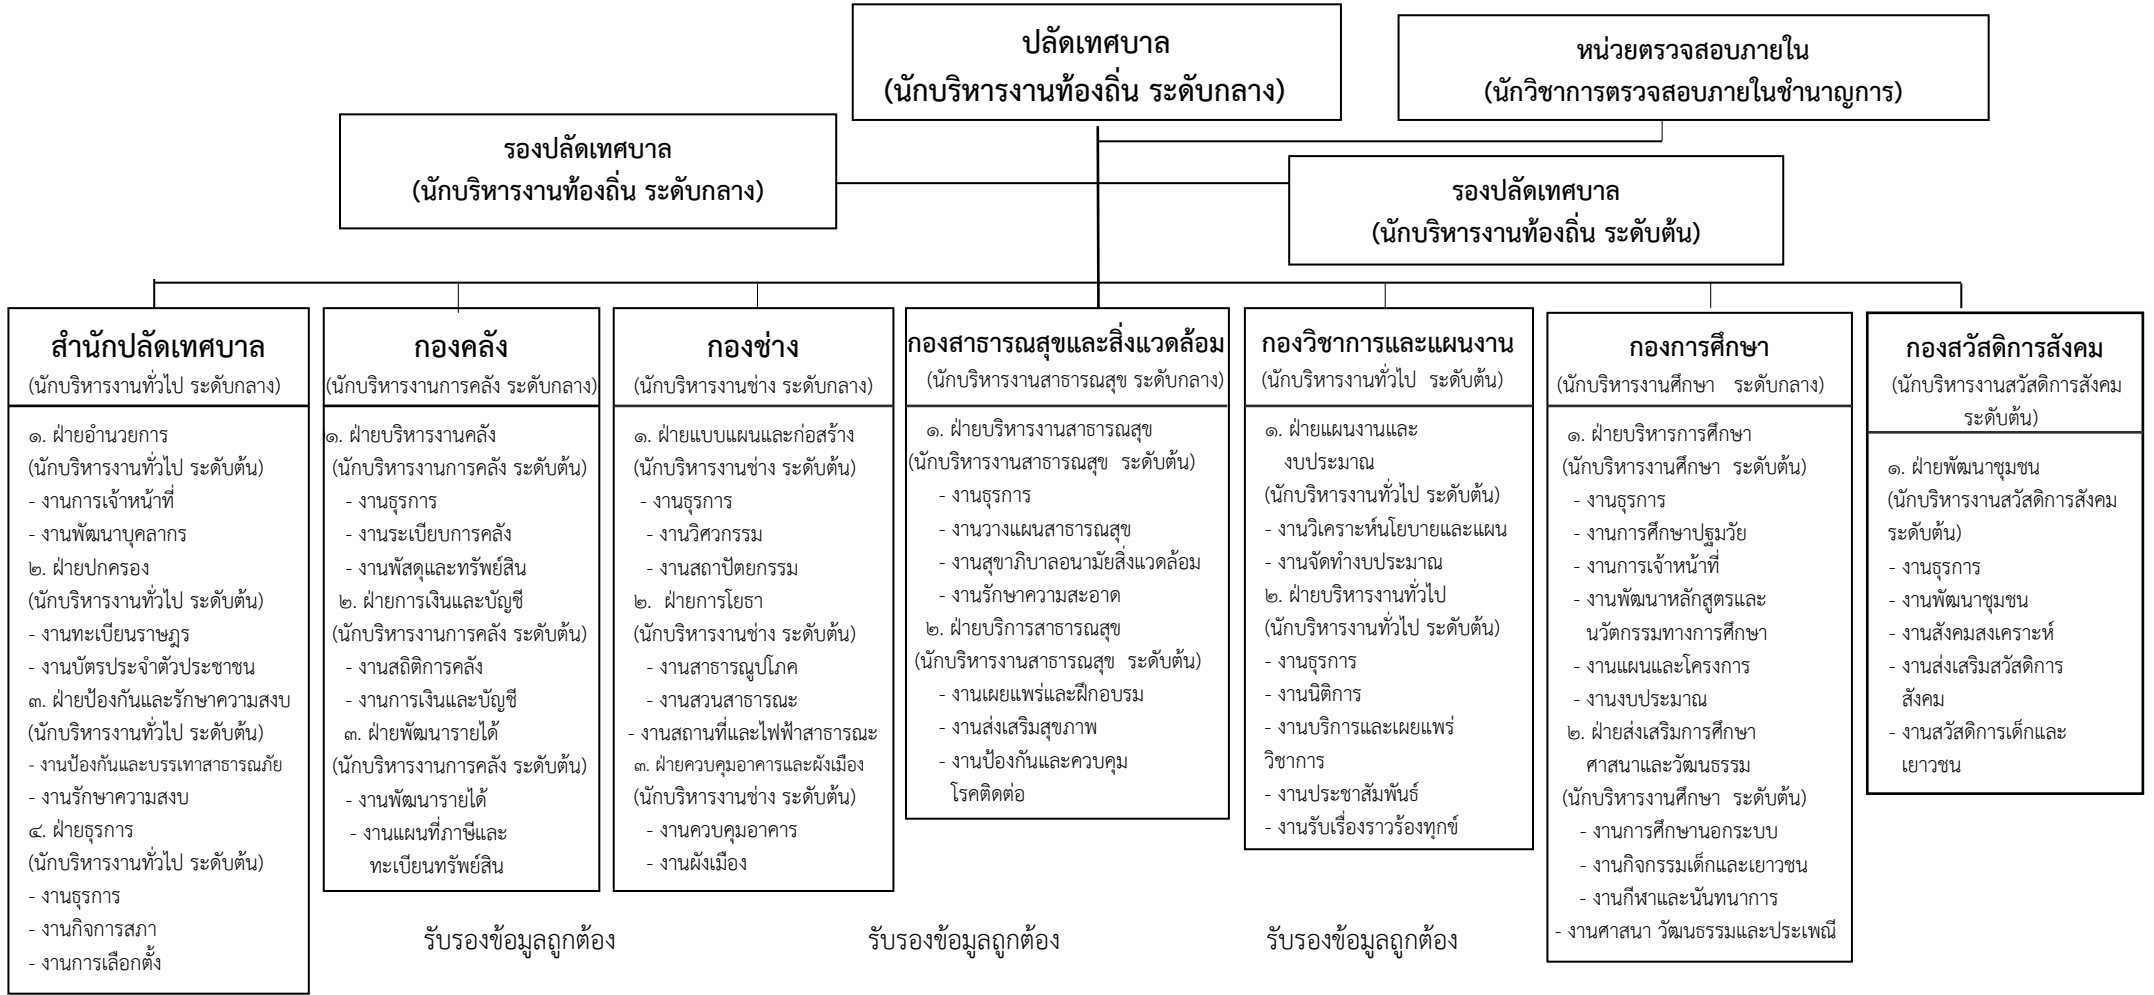 ปลัดเทศบาล
(นักบริหารงานท้องถิ่น ระดับกลาง)
หน่วยตรวจสอบภายใน
(นักวิชาการตรวจสอบภายในชำนาญการ)
รองปลัดเทศบาล
(นักบริหารงานท้องถิ่น ระดับกลาง)
รองปลัดเทศบาล
(นักบริหารงานท้องถิ่น ระดับต้น)
สำนักปลัดเทศบาล
(นักบริหารงานทั่วไป ระดับกลาง)
๑. ฝ่ายอำนวยการ
(นักบริหารงานทั่วไป ระดับต้น)
- งานการเจ้าหน้าที่
- งานพัฒนาบุคลากร
๒. ฝ่ายปกครอง
(นักบริหารงานทั่วไป ระดับต้น)
- งานทะเบียนราษฎร
- งานบัตรประจำตัวประชาชน
๓. ฝ่ายป้องกันและรักษาความสงบ
(นักบริหารงานทั่วไป ระดับต้น)
- งานป้องกันและบรรเทาสาธารณภัย
- งานรักษาความสงบ
๔. ฝ่ายธุรการ
(นักบริหารงานทั่วไป ระดับต้น)
- งานธุรการ
- งานกิจการสภา
- งานการเลือกตั้ง
กองคลัง
(นักบริหารงานการคลัง ระดับกลาง)
๑. ฝ่ายบริหารงานคลัง
(นักบริหารงานการคลัง ระดับต้น)
- งานธุรการ
- งานระเบียบการคลัง
- งานพัสดุและทรัพย์สิน
๒. ฝ่ายการเงินและบัญชี
(นักบริหารงานการคลัง ระดับต้น)
- งานสถิติการคลัง
- งานการเงินและบัญชี
๓. ฝ่ายพัฒนารายได้
(นักบริหารงานการคลัง ระดับต้น)
- งานพัฒนารายได้
- งานแผนที่ภาษีและ
ทะเบียนทรัพย์สิน
กองช่าง
(นักบริหารงานช่าง ระดับกลาง)
๑. ฝ่ายแบบแผนและก่อสร้าง
(นักบริหารงานช่าง ระดับต้น)
- งานธุรการ
- งานวิศวกรรม
- งานสถาปัตยกรรม
๒. ฝ่ายการโยธา
(นักบริหารงานช่าง ระดับต้น)
- งานสาธารณูปโภค
- งานสวนสาธารณะ
- งานสถานที่และไฟฟ้าสาธารณะ
๓. ฝ่ายควบคุมอาคารและผังเมือง
(นักบริหารงานช่าง ระดับต้น)
- งานควบคุมอาคาร
- งานผังเมือง
กองสาธารณสุขและสิ่งแวดล้อม
(นักบริหารงานสาธารณสุข ระดับกลาง)
๑. ฝ่ายบริหารงานสาธารณสุข
(นักบริหารงานสาธารณสุข ระดับต้น)
- งานธุรการ
- งานวางแผนสาธารณสุข
- งานสุขาภิบาลอนามัยสิ่งแวดล้อม
- งานรักษาความสะอาด
๒. ฝ่ายบริการสาธารณสุข
(นักบริหารงานสาธารณสุข ระดับต้น)
- งานเผยแพร่และฝึกอบรม
- งานส่งเสริมสุขภาพ
- งานป้องกันและควบคุม
โรคติดต่อ
กองวิชาการและแผนงาน
(นักบริหารงานทั่วไป ระดับต้น)
๑. ฝ่ายแผนงานและ
งบประมาณ
(นักบริหารงานทั่วไป ระดับต้น)
- งานวิเคราะห์นโยบายและแผน
- งานจัดทำงบประมาณ
๒. ฝ่ายบริหารงานทั่วไป
(นักบริหารงานทั่วไป ระดับต้น)
- งานธุรการ
- งานนิติการ
- งานบริการและเผยแพร่
วิชาการ
- งานประชาสัมพันธ์
- งานรับเรื่องราวร้องทุกข์
กองการศึกษา
(นักบริหารงานศึกษา ระดับกลาง)
๑. ฝ่ายบริหารการศึกษา
(นักบริหารงานศึกษา ระดับต้น)
- งานธุรการ
- งานการศึกษาปฐมวัย
- งานการเจ้าหน้าที่
- งานพัฒนาหลักสูตรและ
นวัตกรรมทางการศึกษา
- งานแผนและโครงการ
- งานงบประมาณ
๒. ฝ่ายส่งเสริมการศึกษา
ศาสนาและวัฒนธรรม
(นักบริหารงานศึกษา ระดับต้น)
- งานการศึกษานอกระบบ
- งานกิจกรรมเด็กและเยาวชน
- งานกีฬาและนันทนาการ
- งานศาสนา วัฒนธรรมและประเพณี
กองสวัสดิการสังคม
(นักบริหารงานสวัสดิการสังคม
ระดับต้น)
๑. ฝ่ายพัฒนาชุมชน
(นักบริหารงานสวัสดิการสังคม
ระดับต้น)
- งานธุรการ
- งานพัฒนาชุมชน
- งานสังคมสงเคราะห์
- งานส่งเสริมสวัสดิการ
สังคม
- งานสวัสดิการเด็กและ
เยาวชน
รับรองข้อมูลถูกต้อง
รับรองข้อมูลถูกต้อง
รับรองข้อมูลถูกต้อง